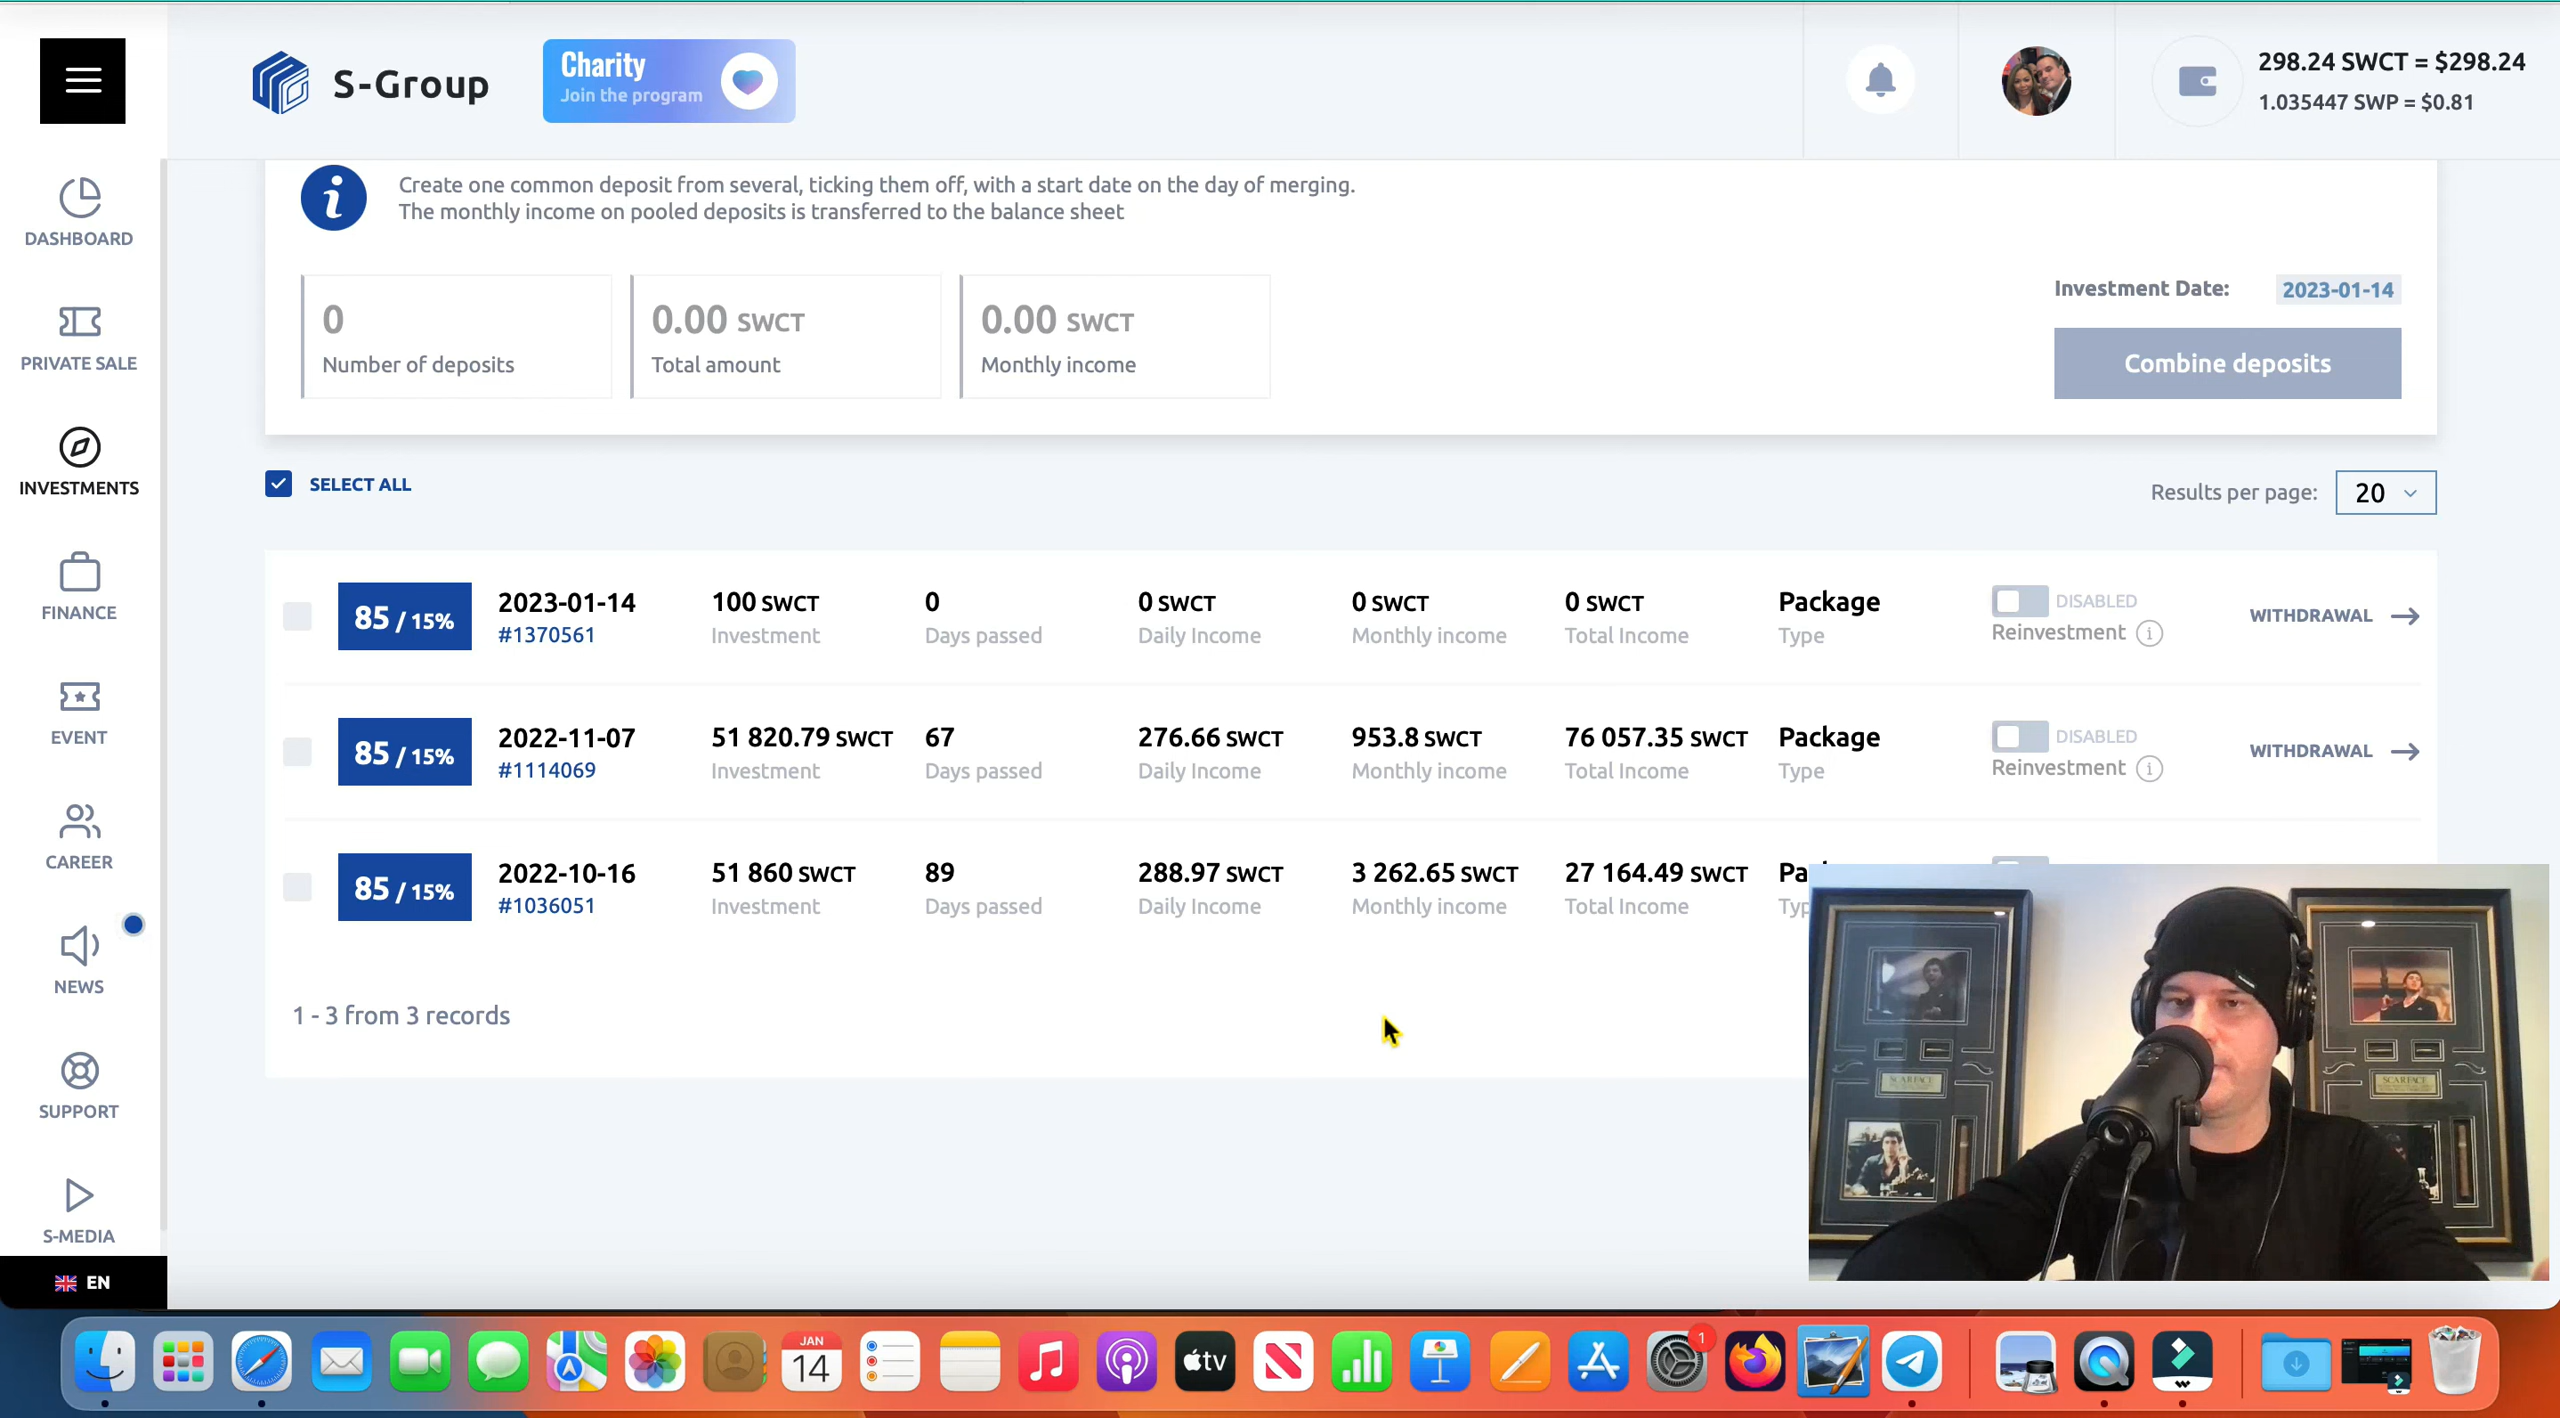 S-Group
Charity
Join the program
298.24 SWCT = $298.24
1.035447 SWP = $0.81
DASHBOARD
PRIVATE SALE
INVESTMENTS
FINANCE
EVENT
CAREER
NEWS
SUPPORT
S-MEDIA
EN
Create one common deposit from several, ticking them off, with a start date on the day of merging.
The monthly income on pooled deposits is transferred to the balance sheet
0
Number of deposits
0.00 SWCT
Total amount
0.00 SWCT
Monthly income
Investment Date: 2023-01-14
Combine deposits
SELECT ALL
Results per page: 20
85 / 15% 2023-01-14 100 SWCT 0 0 SWCT 0 SWCT 0 SWCT Package DISABLED WITHDRAWAL
#1370561 Investment Days passed Daily Income Monthly income Total Income Type Reinvestment
85 / 15% 2022-11-07 51 820.79 SWCT 67 276.66 SWCT 953.8 SWCT 76 057.35 SWCT Package DISABLED WITHDRAWAL
#1114069 Investment Days passed Daily Income Monthly income Total Income Type Reinvestment
85 / 15% 2022-10-16 51 860 SWCT 89 288.97 SWCT 3 262.65 SWCT 27 164.49 SWCT Pa
#1036051 Investment Days passed Daily Income Monthly income Total Income Typ
1 - 3 from 3 records
SCARFACE
SCARFACE
JAN
14
tv
1